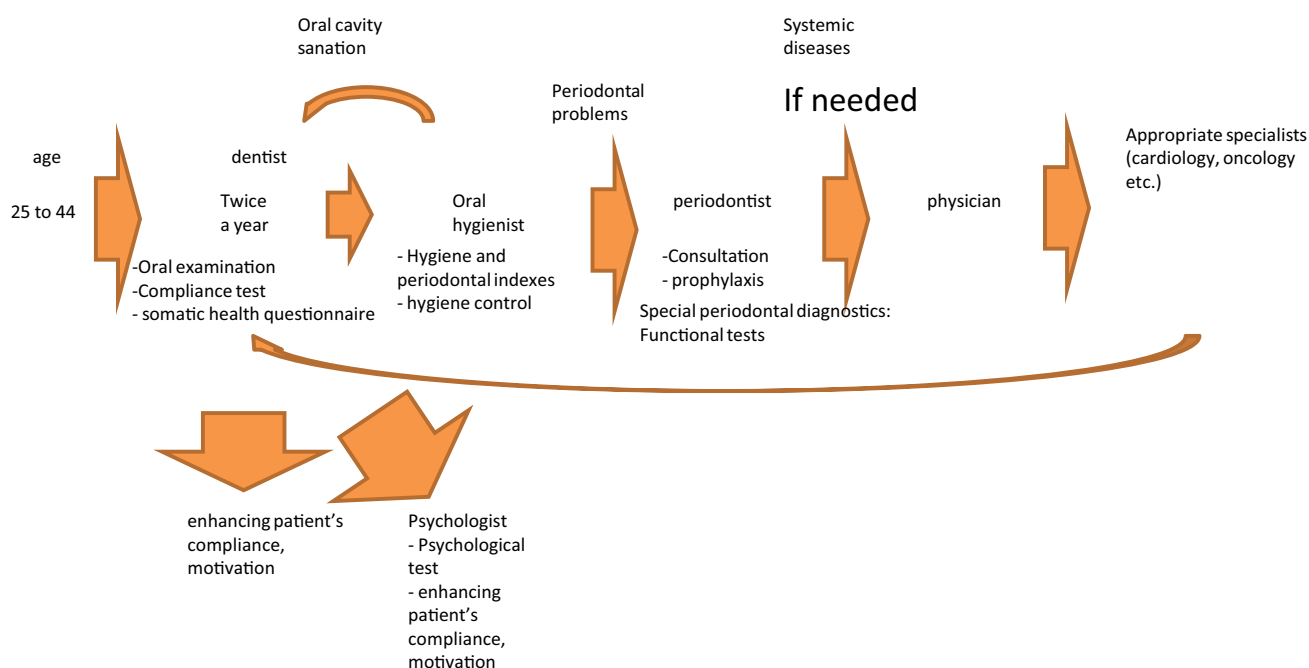 Oral cavity
sanation
Systemic
diseases
Periodontal
problems
If needed
Appropriate specialists
(cardiology, oncology
etc.)
age
25 to 44
dentist
Twice
a year
-Oral examination
-Compliance test
- somatic health questionnaire
Oral
hygienist
- Hygiene and
periodontal indexes
- hygiene control
periodontist
-Consultation
- prophylaxis
Special periodontal diagnostics:
Functional tests
physician
enhancing patient’s
compliance,
motivation
Psychologist
- Psychological
test
- enhancing
patient’s
compliance,
motivation